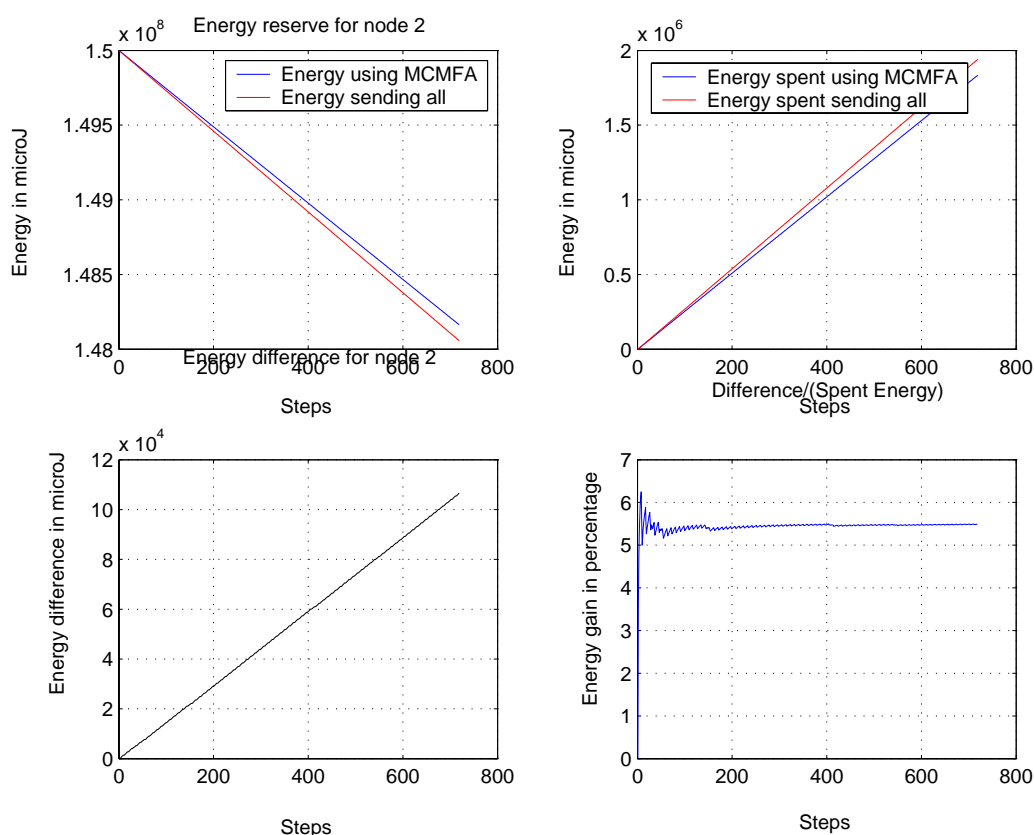 x 10^8
Energy reserve for node 2
1.5
1.495
1.49
1.485
1.48
Energy in microJ
Energy using MCMFA
Energy sending all
0 200 400 600 800
Steps
x 10^6
2
1.5
1
0.5
0
Energy in microJ
Energy spent using MCMFA
Energy spent sending all
0 200 400 600 800
Steps
Energy difference for node 2
x 10^4
12
10
8
6
4
2
0
Energy difference in microJ
0 200 400 600 800
Steps
Difference/(Spent Energy)
7
6
5
4
3
2
1
0
Energy gain in percentage
0 200 400 600 800
Steps